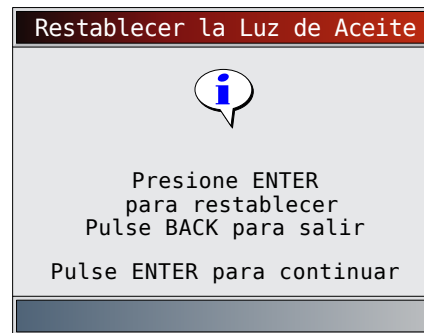 Restablecer la Luz de Aceite
Presione ENTER
para restablecer
Pulse BACK para salir
Pulse ENTER para continuar